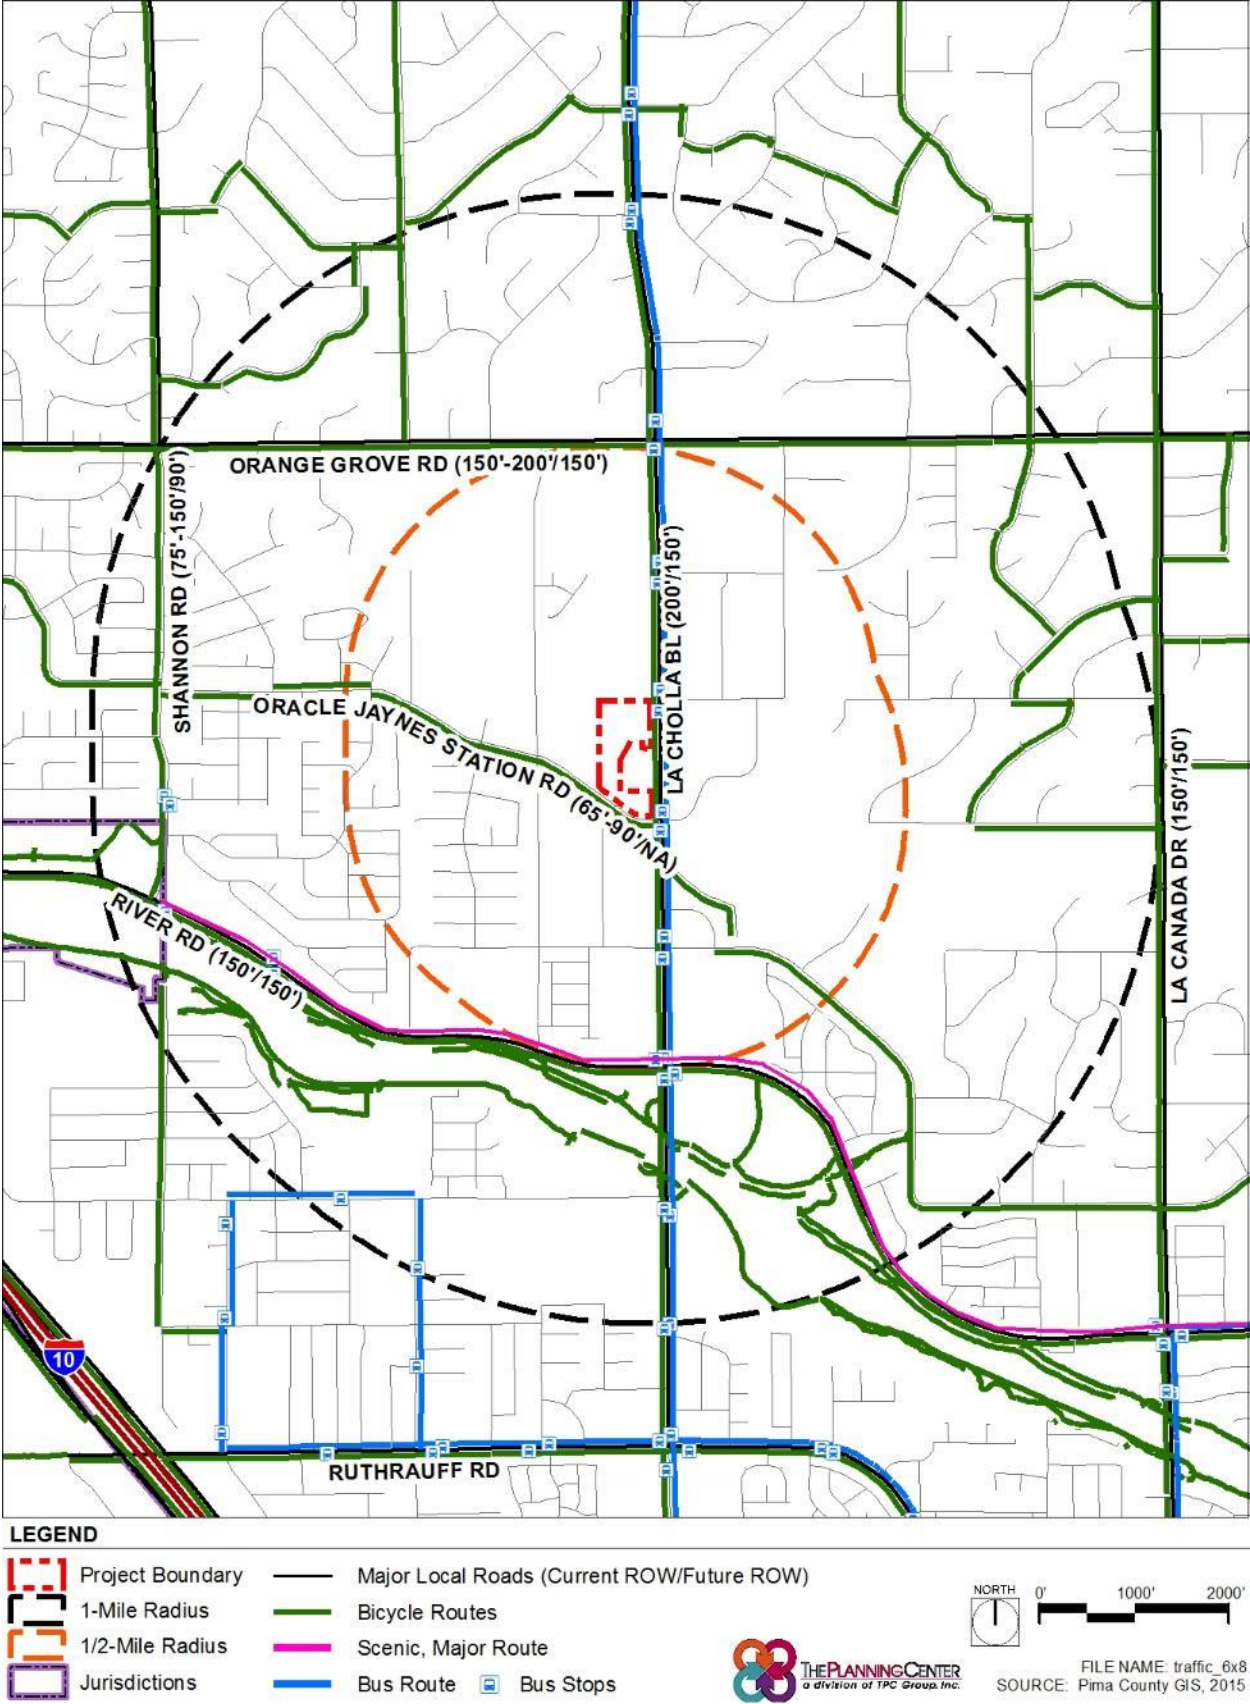 ORANGE GROVE RD (150'-200'/150')
SHANNON RD (75'-150'/90')
LA CHOLLA BL (200'/150')
ORACLE JAYNES STATION RD (65'-90'/NA)
LA CANADA DR (150'/150')
RIVER RD (150'/150')
10
RUTHRAUFF RD
LEGEND
Project Boundary
1-Mile Radius
1/2-Mile Radius
Jurisdictions
Major Local Roads (Current ROW/Future ROW)
Bicycle Routes
Scenic, Major Route
Bus Route
Bus Stops
THE PLANNING CENTER
a division of TPC Group, Inc.
NORTH
0' 1000' 2000'
FILE NAME: traffic_6x8
SOURCE: Pima County GIS, 2015